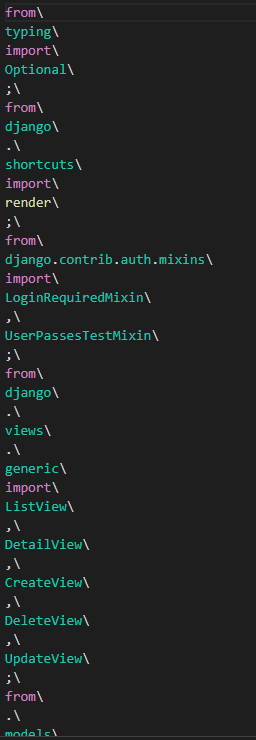 from\
typing\
import\
Optional\
;\
from\
django\
.\
shortcuts\
import\
render\
;\
from\
django.contrib.auth.mixins\
import\
LoginRequiredMixin\
,\
UserPassesTestMixin\
;\
from\
django\
.\
views\
.\
generic\
import\
ListView\
,\
DetailView\
,\
CreateView\
,\
DeleteView\
,\
UpdateView\
;\
from\
.\
models\